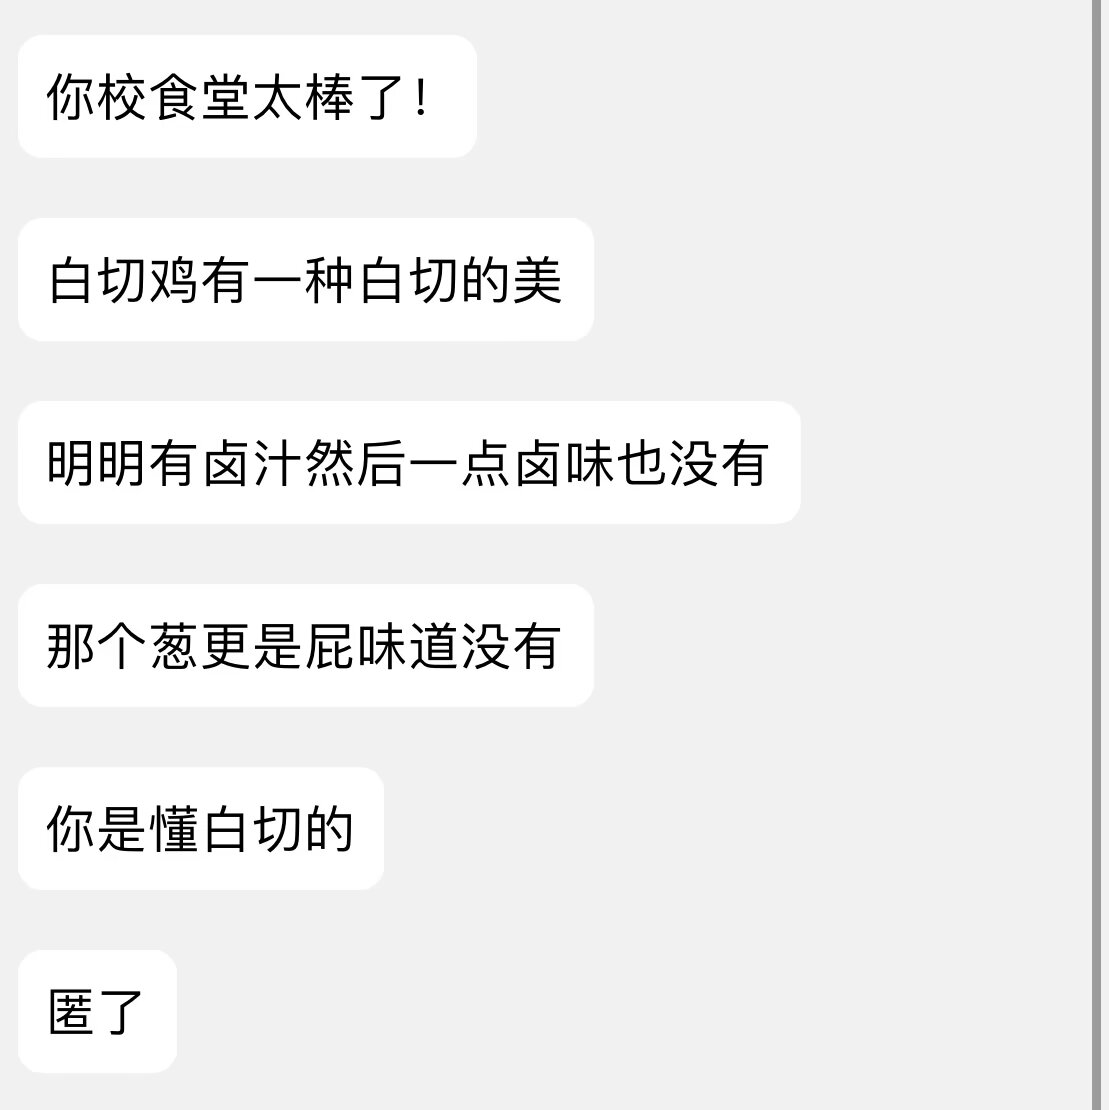 你校食堂太棒了！
白切鸡有一种白切的美
明明有卤汁然后一点卤味也没有
那个葱更是屁味道没有
你是懂白切的
匿了